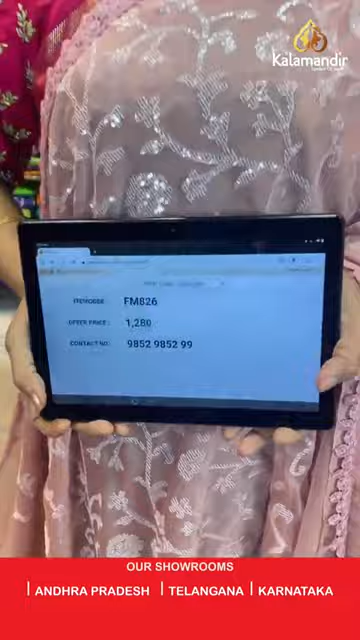 Kalamandir
ITEMCODE : FM826
OFFER PRICE : 1,280
CONTACT NO: 9852 9852 99
OUR SHOWROOMS
| ANDHRA PRADESH | TELANGANA | KARNATAKA